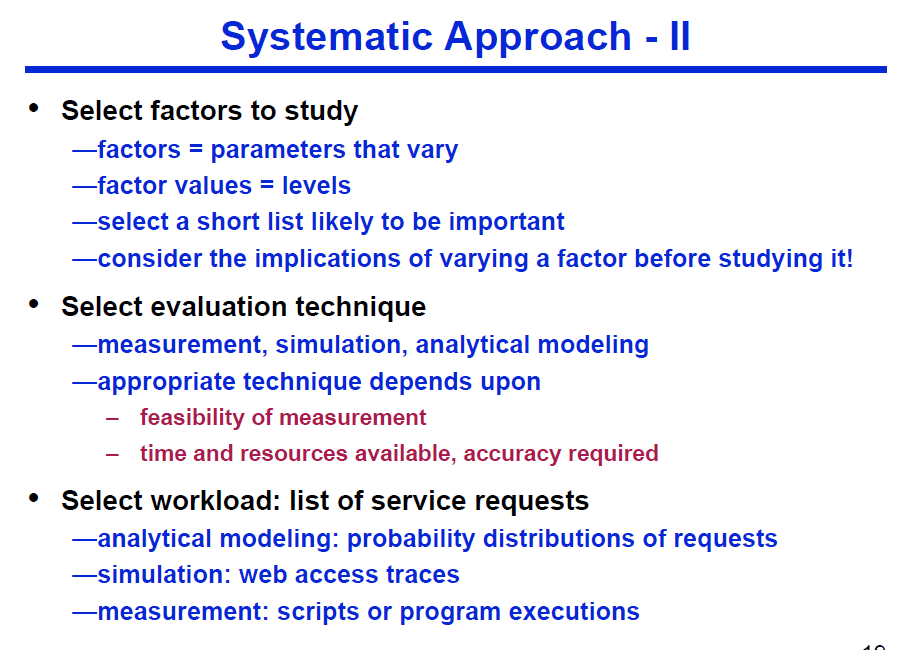 Systematic Approach - II
• Select factors to study
—factors = parameters that vary
—factor values = levels
—select a short list likely to be important
—consider the implications of varying a factor before studying it!
• Select evaluation technique
—measurement, simulation, analytical modeling
—appropriate technique depends upon
– feasibility of measurement
– time and resources available, accuracy required
• Select workload: list of service requests
—analytical modeling: probability distributions of requests
—simulation: web access traces
—measurement: scripts or program executions